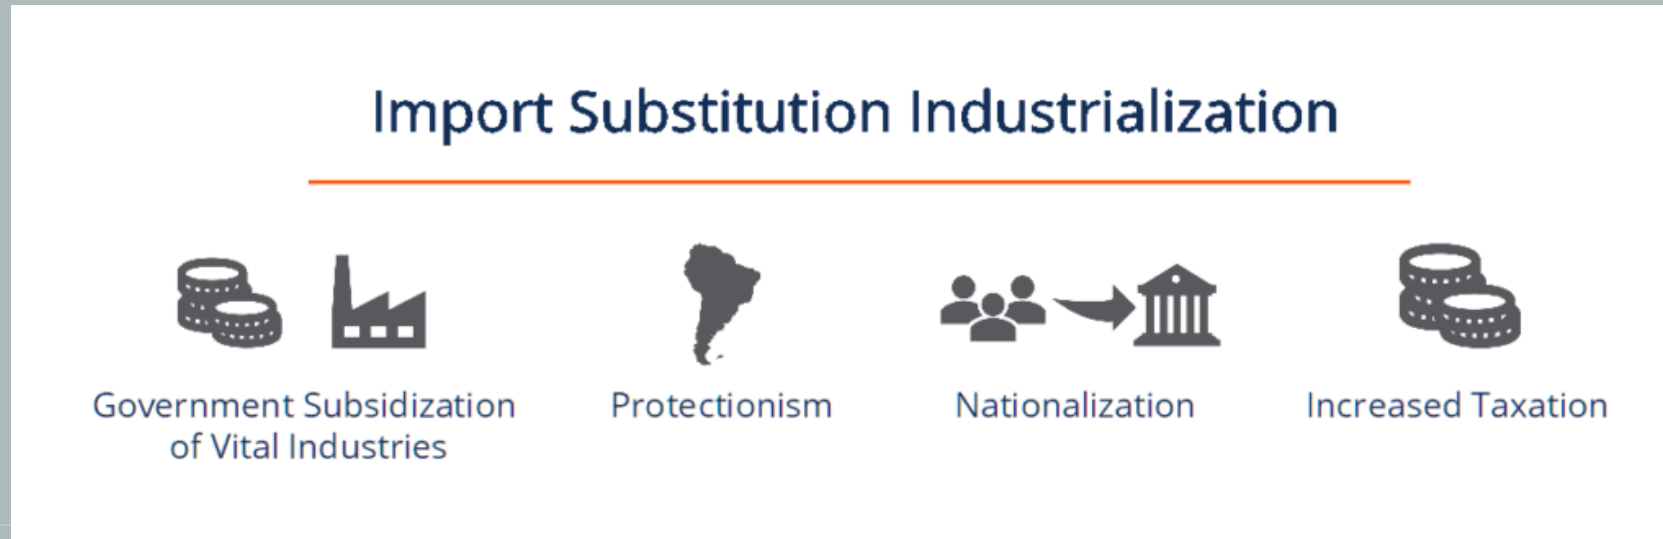 Import Substitution Industrialization
Government Subsidization
of Vital Industries
Protectionism
Nationalization
Increased Taxation